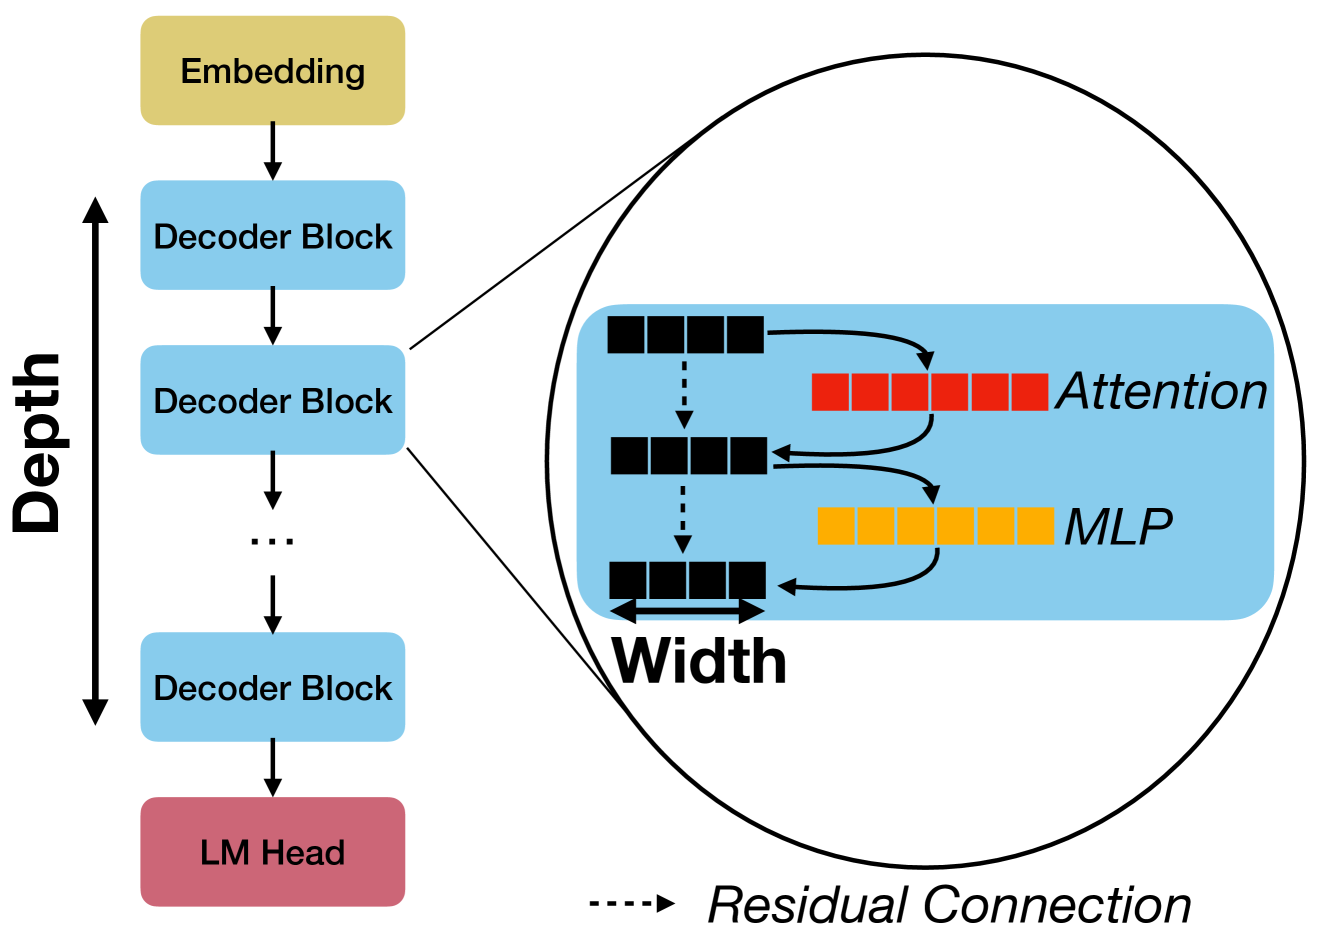 Embedding
Decoder Block
Decoder Block
...
Decoder Block
LM Head
Depth
Attention
MLP
Width
Residual Connection